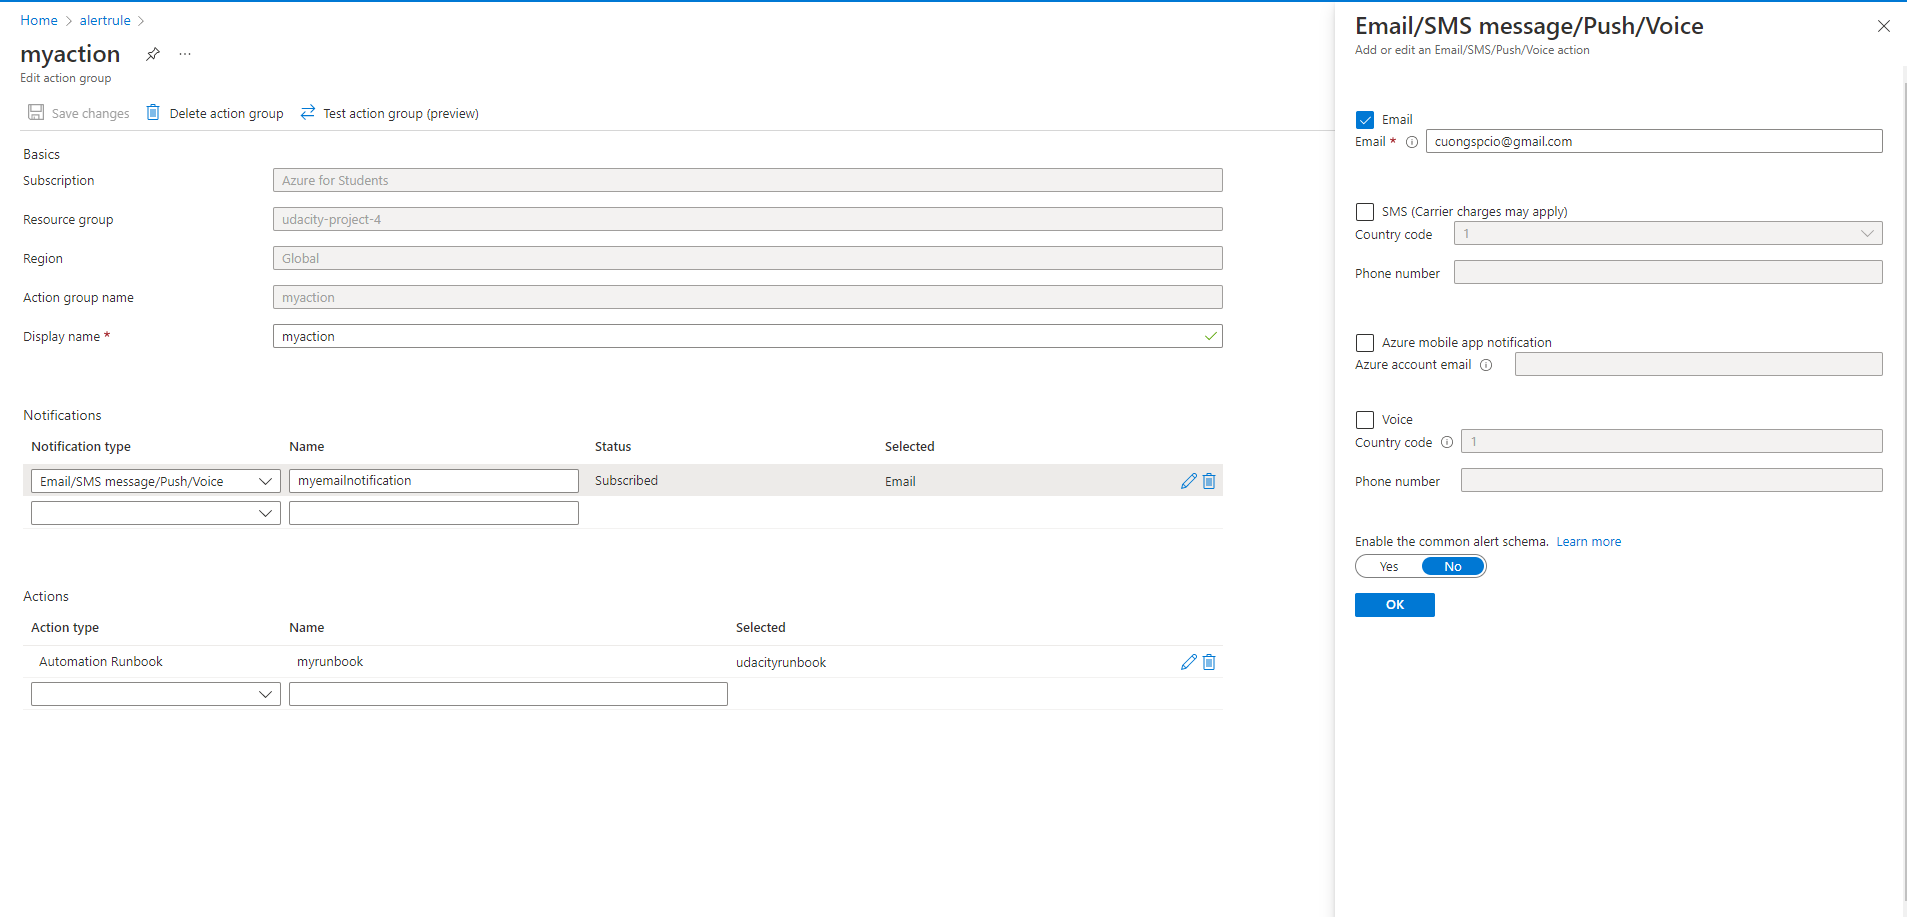 Home > alertrule >
myaction
Edit action group
Save changes Delete action group Test action group (preview)
Basics
Subscription Azure for Students
Resource group udacity-project-4
Region Global
Action group name myaction
Display name * myaction
Notifications
Notification type Name Status Selected
Email/SMS message/Push/Voice myemailnotification Subscribed Email
Actions
Action type Name Selected
Automation Runbook myrunbook udacityrunbook
Email/SMS message/Push/Voice
Add or edit an Email/SMS/Push/Voice action
Email
Email * cuongspcio@gmail.com
SMS (Carrier charges may apply)
Country code 1
Phone number
Azure mobile app notification
Azure account email
Voice
Country code 1
Phone number
Enable the common alert schema. Learn more
Yes No
OK